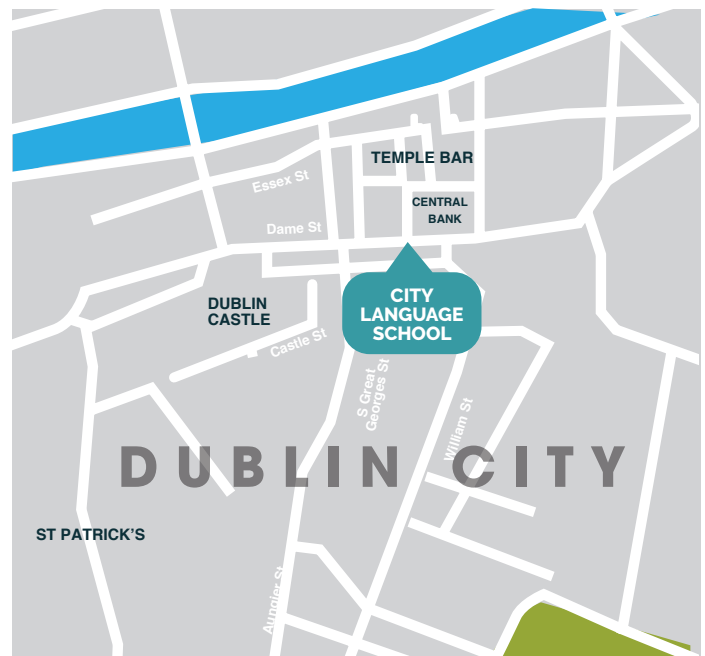 TEMPLE BAR
Essex St
CENTRAL
BANK
Dame St
CITY
LANGUAGE
SCHOOL
DUBLIN
CASTLE
Castle St
S Great
Georges St
William St
DUBLIN CITY
ST PATRICK'S
Aungier St